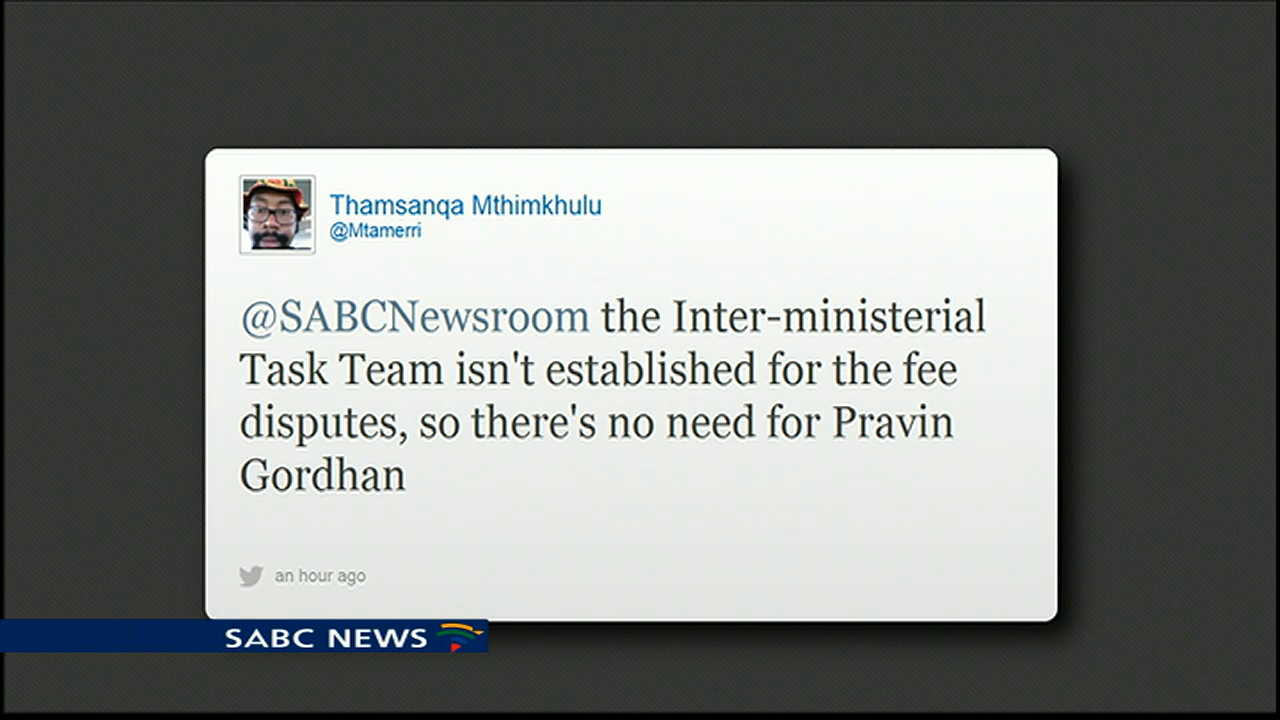 Thamsanqa Mthimkhulu
@Mtamerri
@SABCNewsroom the Inter-ministerial
Task Team isn't established for the fee
disputes, so there's no need for Pravin
Gordhan
an hour ago
SABC NEWS